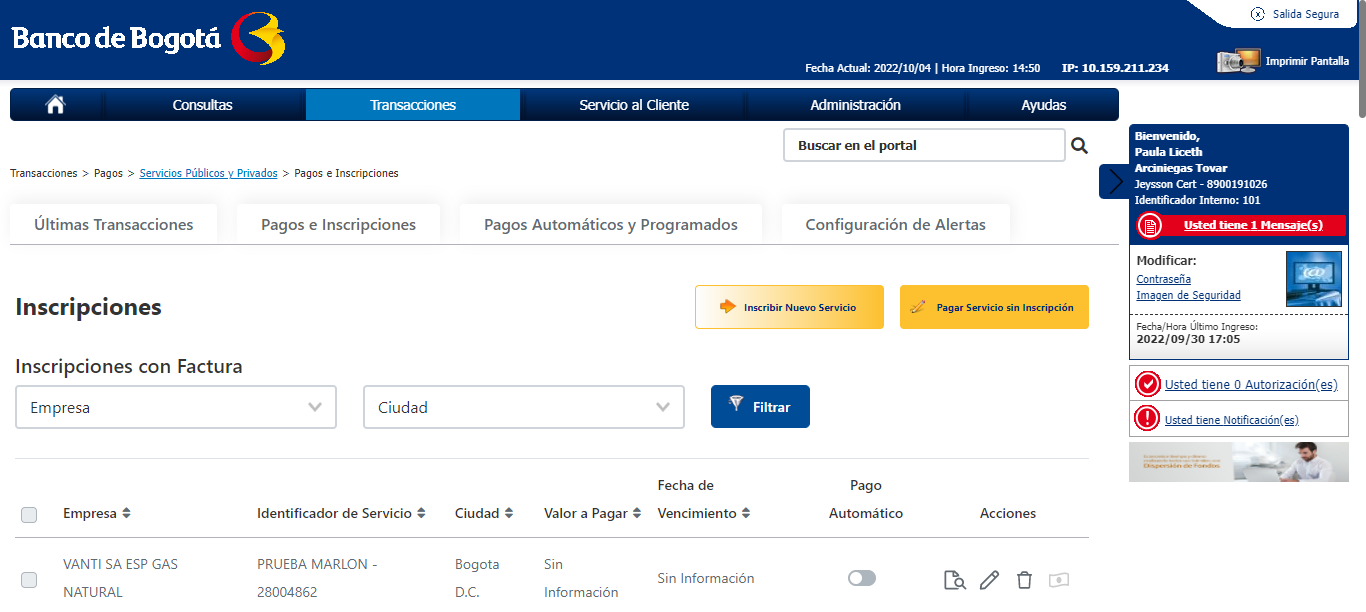 Salida Segura
Banco de Bogotá
Fecha Actual: 2022/10/04 | Hora Ingreso: 14:50 IP: 10.159.211.234
Imprimir Pantalla
Consultas Transacciones Servicio al Cliente Administración Ayudas
Buscar en el portal
Transacciones > Pagos > Servicios Públicos y Privados > Pagos e Inscripciones
Bienvenido,
Paula Liceth
Arciniegas Tovar
Jeysson Cert - 8900191026
Identificador Interno: 101
Usted tiene 1 Mensaje(s)
Modificar:
Contraseña
Imagen de Seguridad
Fecha/Hora Último Ingreso:
2022/09/30 17:05
Usted tiene 0 Autorización(es)
Usted tiene Notificación(es)
Dispersión de Fondos
Últimas Transacciones Pagos e Inscripciones Pagos Automáticos y Programados Configuración de Alertas
Inscripciones
Inscribir Nuevo Servicio Pagar Servicio sin Inscripción
Inscripciones con Factura
Empresa Ciudad Filtrar
Empresa Identificador de Servicio Ciudad Valor a Pagar Fecha de Vencimiento Pago Automático Acciones
VANTI SA ESP GAS NATURAL PRUEBA MARLON - 28004862 Bogota D.C. Sin Información Sin Información